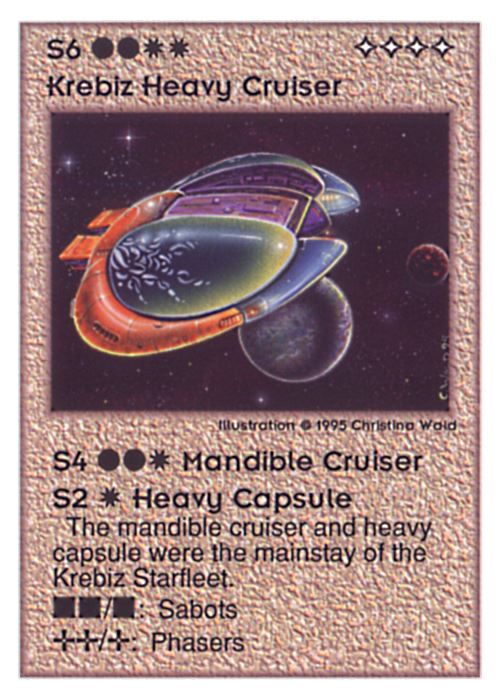 S6 ●●✷✷ ✧✧✧✧
Krebiz Heavy Cruiser
Illustration © 1995 Christina Wald
S4 ●●✷ Mandible Cruiser
S2 ✷ Heavy Capsule
The mandible cruiser and heavy
capsule were the mainstay of the
Krebiz Starfleet.
■■/■: Sabots
✛✛/✛: Phasers